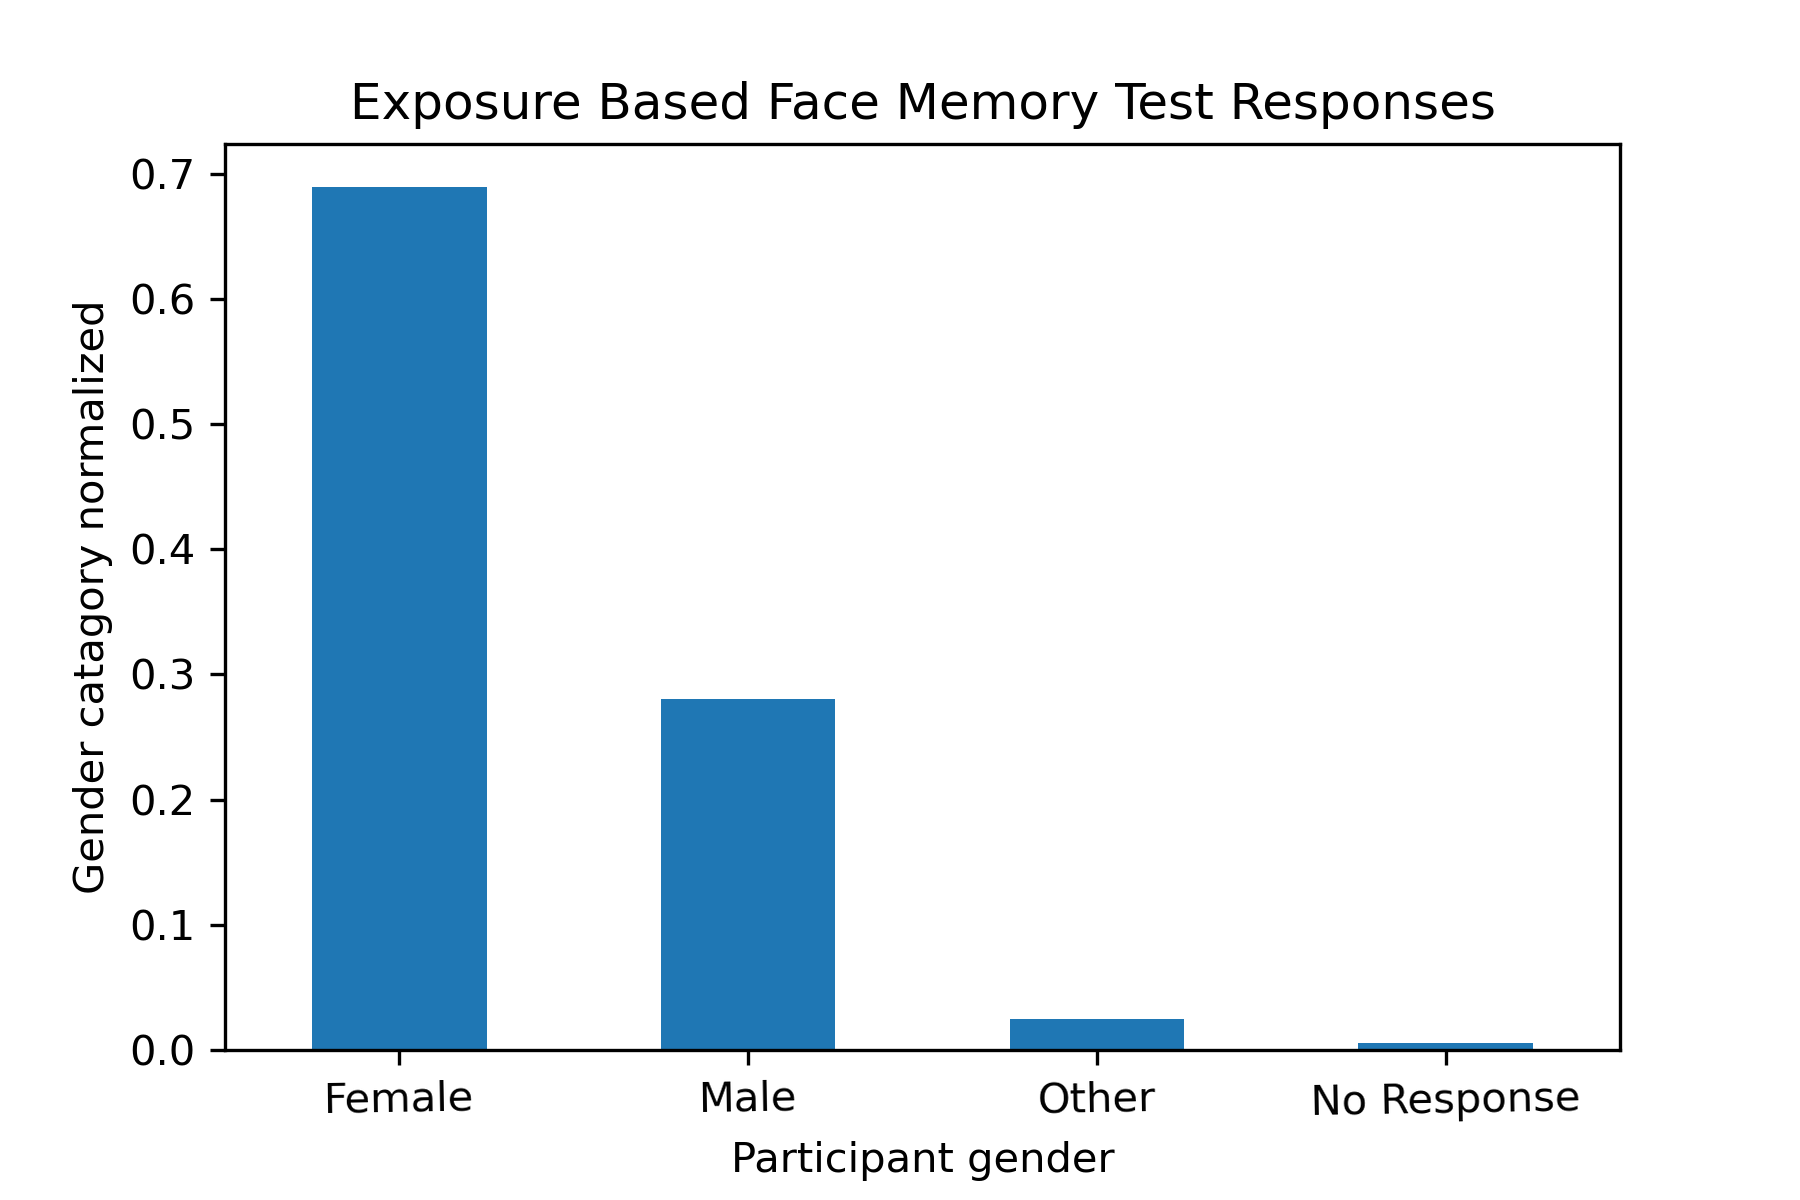 Exposure Based Face Memory Test Responses
0.7
0.6
0.5
0.4
0.3
0.2
0.1
0.0
Gender catagory normalized
Female Male Other No Response
Participant gender